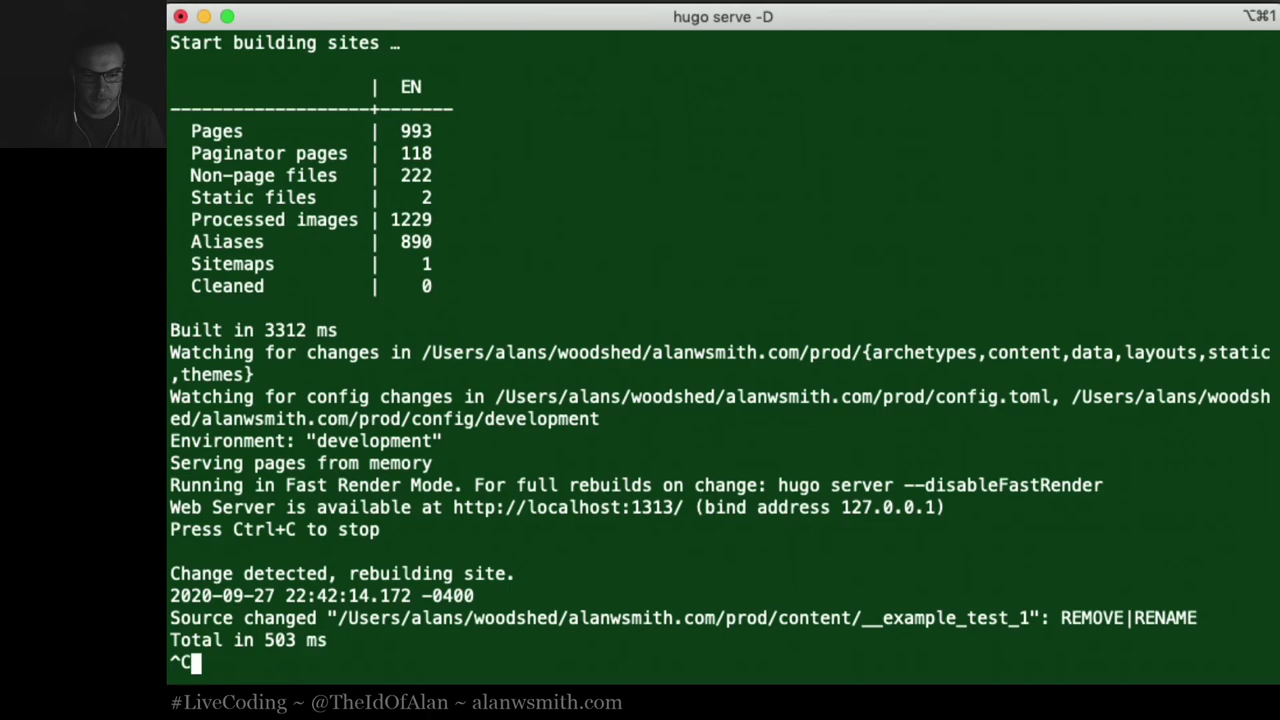 hugo serve -D
⌥⌘1
Start building sites …
| EN
-------------------+-------
Pages | 993
Paginator pages | 118
Non-page files | 222
Static files | 2
Processed images | 1229
Aliases | 890
Sitemaps | 1
Cleaned | 0
Built in 3312 ms
Watching for changes in /Users/alans/woodshed/alanwsmith.com/prod/{archetypes,content,data,layouts,static
,themes}
Watching for config changes in /Users/alans/woodshed/alanwsmith.com/prod/config.toml, /Users/alans/woodsh
ed/alanwsmith.com/prod/config/development
Environment: "development"
Serving pages from memory
Running in Fast Render Mode. For full rebuilds on change: hugo server --disableFastRender
Web Server is available at http://localhost:1313/ (bind address 127.0.0.1)
Press Ctrl+C to stop
Change detected, rebuilding site.
2020-09-27 22:42:14.172 -0400
Source changed "/Users/alans/woodshed/alanwsmith.com/prod/content/__example_test_1": REMOVE|RENAME
Total in 503 ms
^C
#LiveCoding ~ @TheIdOfAlan ~ alanwsmith.com